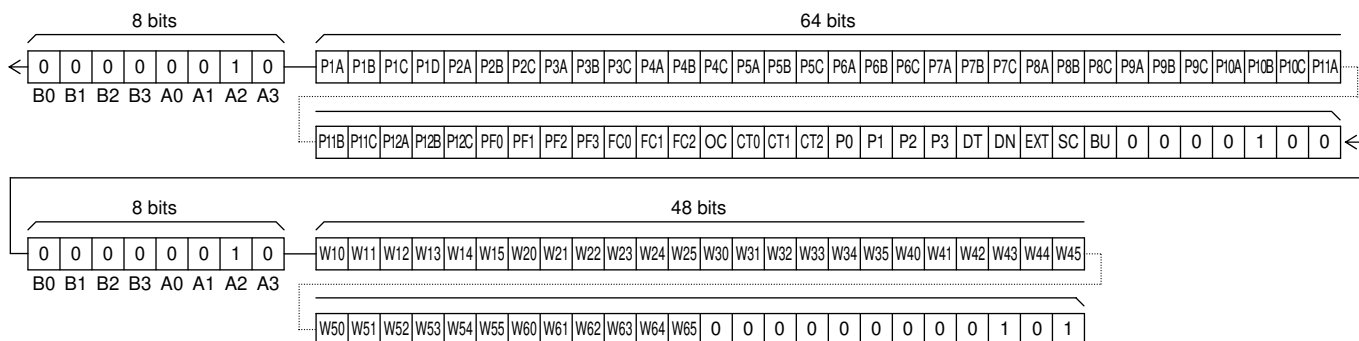 8 bits 64 bits
0 0 0 0 0 0 1 0 P1A P1B P1C P1D P2A P2B P2C P3A P3B P3C P4A P4B P4C P5A P5B P5C P6A P6B P6C P7A P7B P7C P8A P8B P8C P9A P9B P9C P10A P10B P10C P11A
B0 B1 B2 B3 A0 A1 A2 A3
P11B P11C P12A P12B P12C PF0 PF1 PF2 PF3 FC0 FC1 FC2 OC CT0 CT1 CT2 P0 P1 P2 P3 DT DN EXT SC BU 0 0 0 0 1 0 0
8 bits 48 bits
0 0 0 0 0 0 1 0 W10 W11 W12 W13 W14 W15 W20 W21 W22 W23 W24 W25 W30 W31 W32 W33 W34 W35 W40 W41 W42 W43 W44 W45
B0 B1 B2 B3 A0 A1 A2 A3
W50 W51 W52 W53 W54 W55 W60 W61 W62 W63 W64 W65 0 0 0 0 0 0 0 0 0 1 0 1